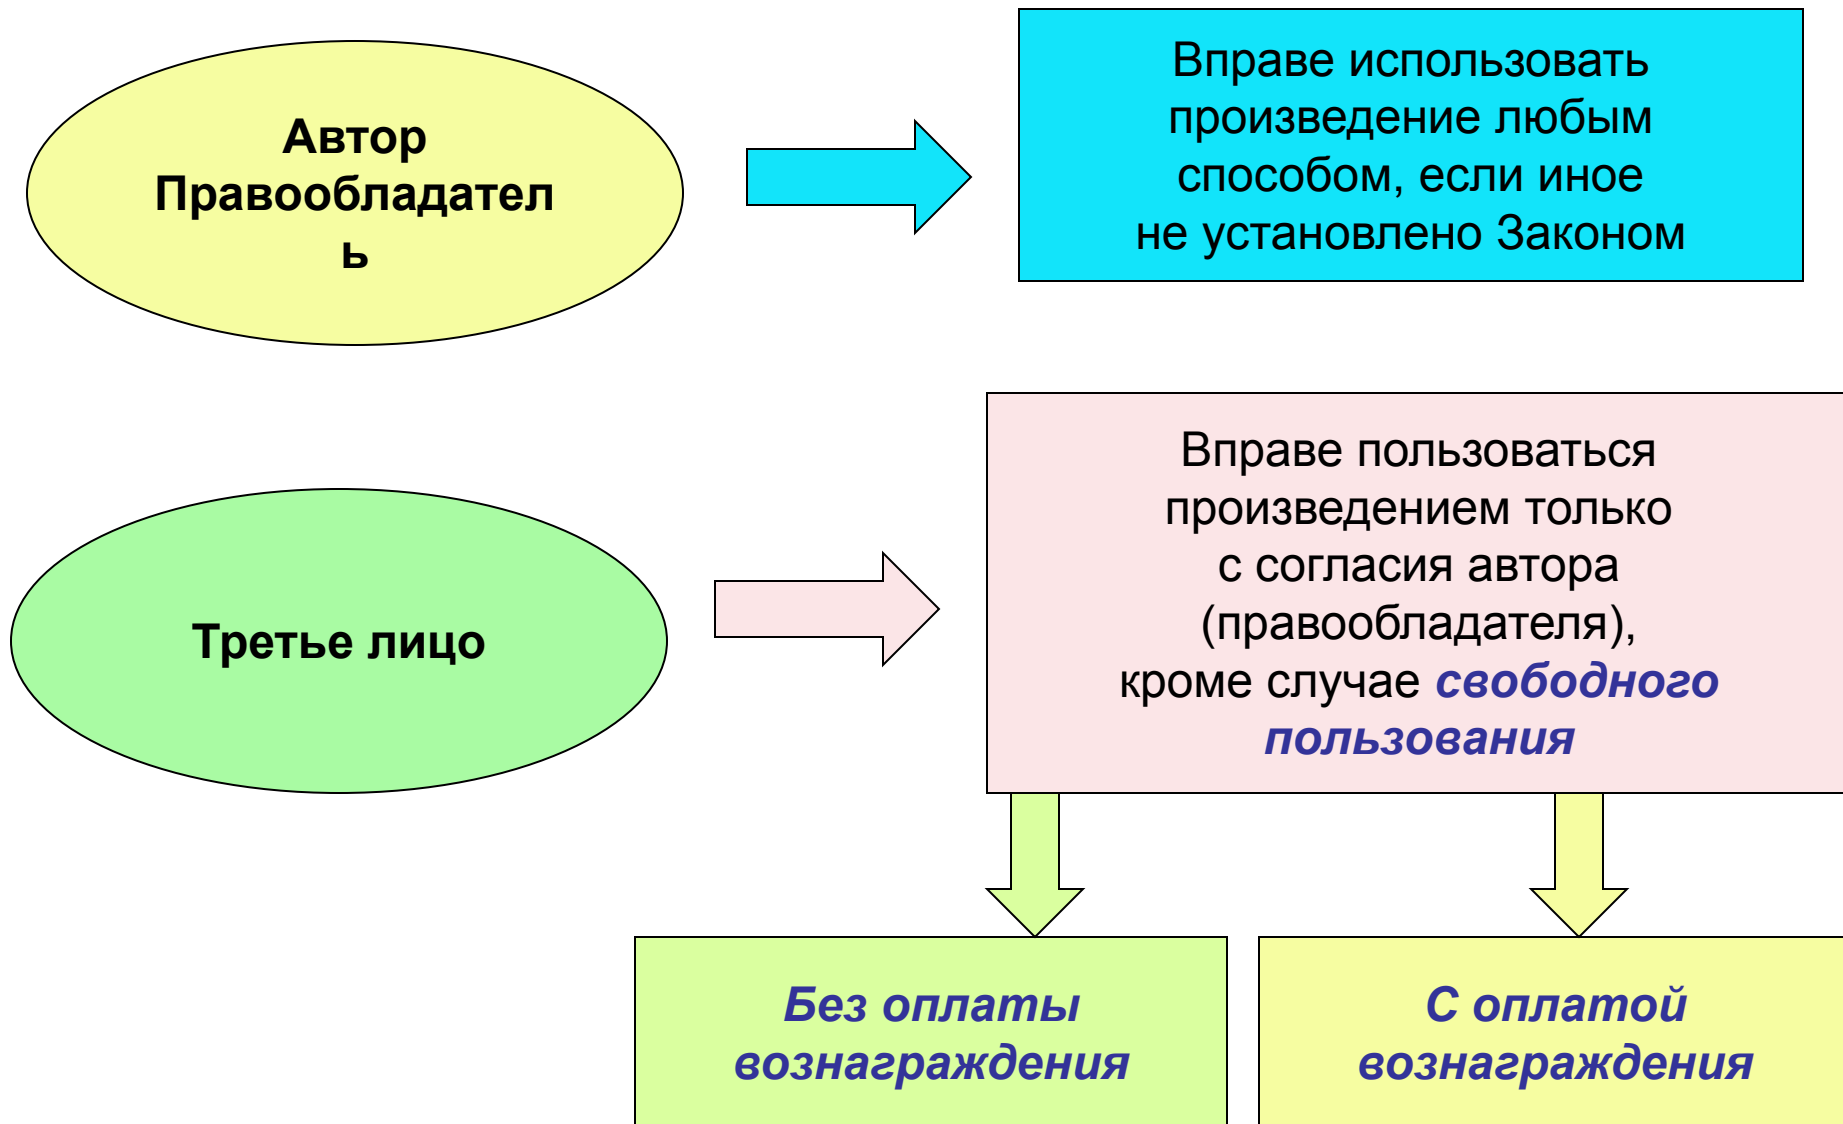 Автор
Правообладател
ь
Вправе использовать
произведение любым
способом, если иное
не установлено Законом
Третье лицо
Вправе пользоваться
произведением только
с согласия автора
(правообладателя),
кроме случае свободного
пользования
Без оплаты
вознаграждения
С оплатой
вознаграждения